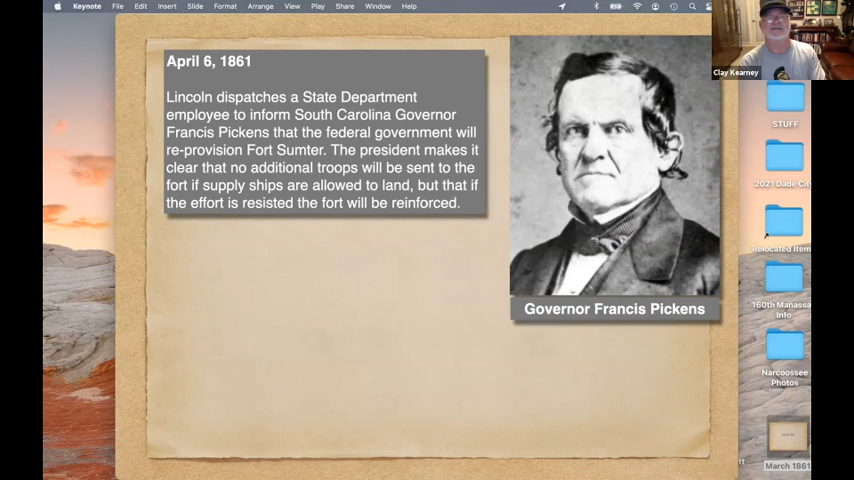 Keynote File Edit Insert Slide Format Arrange View Play Share Window Help
Clay Kearney
April 6, 1861
Lincoln dispatches a State Department
employee to inform South Carolina Governor
Francis Pickens that the federal government will
re-provision Fort Sumter. The president makes it
clear that no additional troops will be sent to the
fort if supply ships are allowed to land, but that if
the effort is resisted the fort will be reinforced.
Governor Francis Pickens
STUFF
2021 Dade City
Relocated Item
160th Manassa
Info
Narcoossee
Photos
March 1861